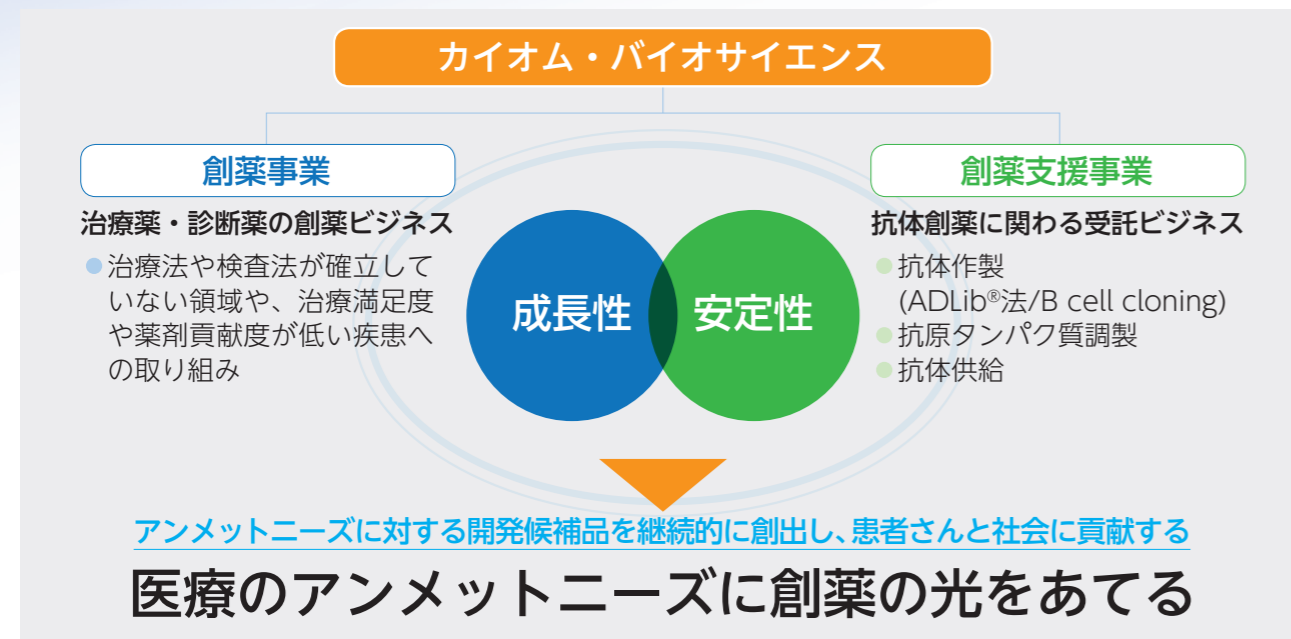 カイオム・バイオサイエンス
創薬事業
治療薬・診断薬の創薬ビジネス
●治療法や検査法が確立して
いない領域や、治療満足度
や薬剤貢献度が低い疾患へ
の取り組み
成長性
安定性
創薬支援事業
抗体創薬に関わる受託ビジネス
●抗体作製
(ADLib®法/B cell cloning)
●抗原タンパク質調製
●抗体供給
アンメットニーズに対する開発候補品を継続的に創出し、患者さんと社会に貢献する
医療のアンメットニーズに創薬の光をあてる